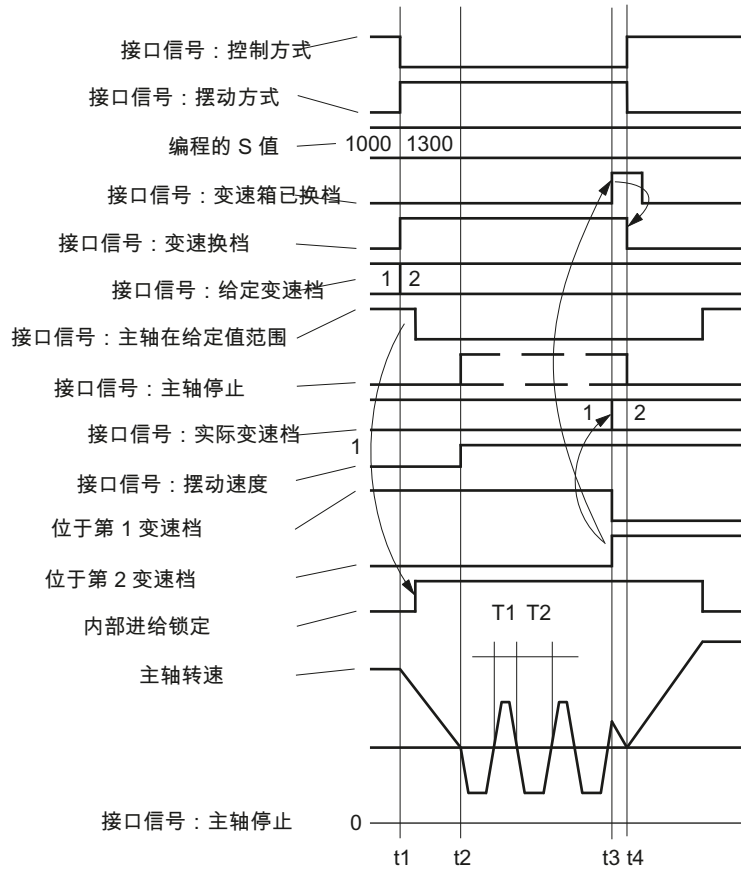 接口信号：控制方式
接口信号：摆动方式
编程的 S 值 1000 1300
接口信号：变速箱已换档
接口信号：变速换档
接口信号：给定变速档 1 2
接口信号：主轴在给定值范围
接口信号：主轴停止
接口信号：实际变速档 1 2
1
接口信号：摆动速度
位于第 1 变速档
位于第 2 变速档
内部进给锁定
T1 T2
主轴转速
接口信号：主轴停止 0
t1 t2 t3 t4